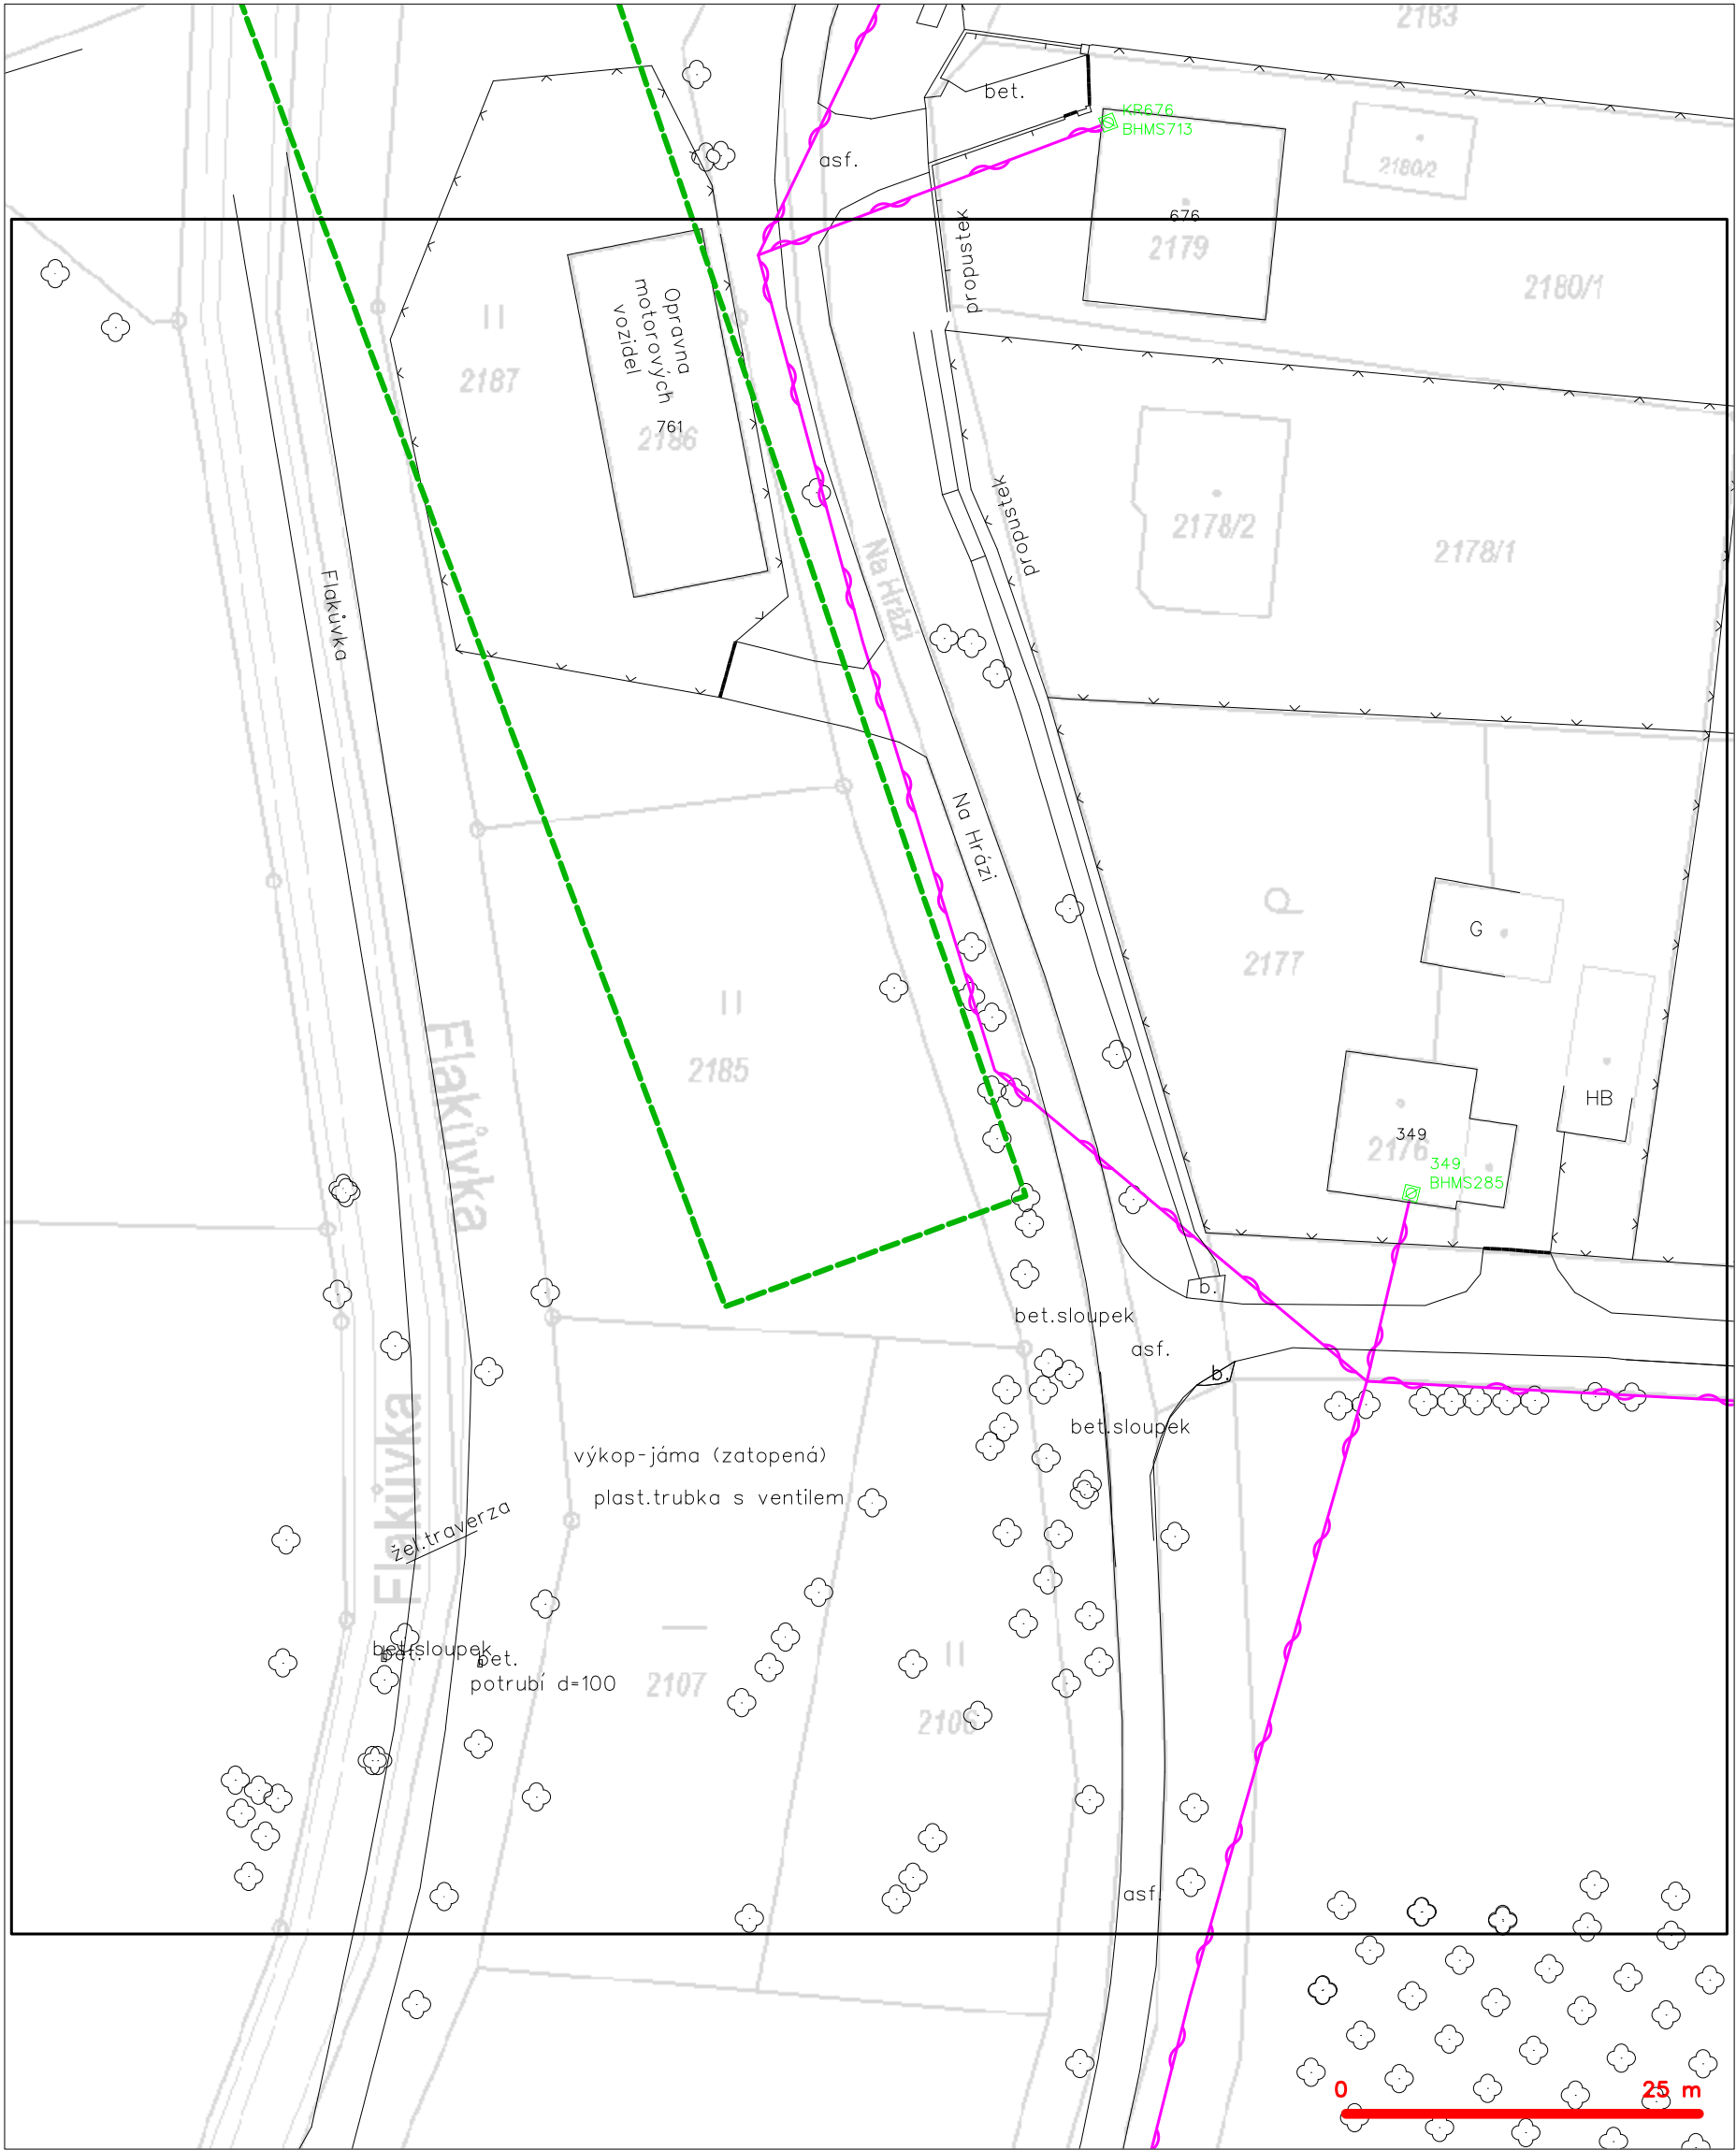 2183
bet.
KR676
BHMS713
asf.
2180/2
676
2179
propustek
2180/1
Opravna
motorových
vozidel
2187
761
2186
propustek
2178/2
2178/1
Na Hrázi
Flakůvka
Na Hrázi
G
2177
2185
Flakůvka
HB
349
2176
349
BHMS285
b.
bet.sloupek
asf.
b.
bet.sloupek
výkop-jáma (zatopená)
plast.trubka s ventilem
žel.traverza
Flakůvka
bet.sloupek
bet.
bet.
potrubí d=100
2107
2106
asf.
0 25 m